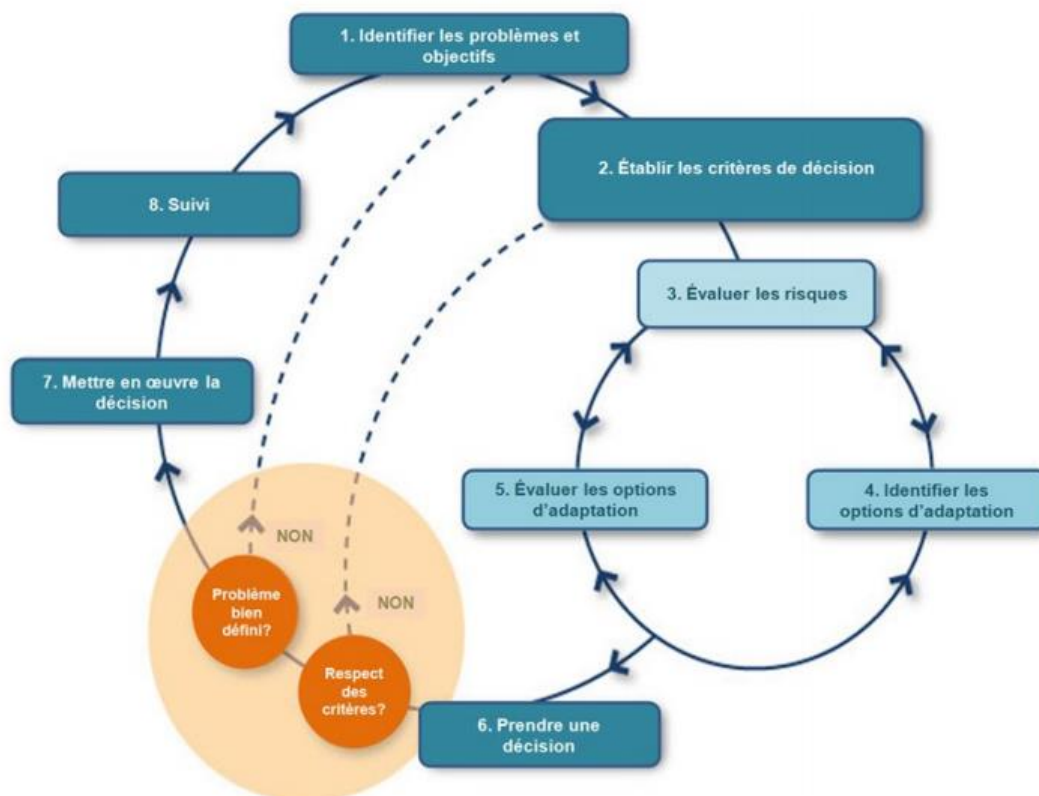 1. Identifier les problèmes et
objectifs
2. Établir les critères de décision
8. Suivi
3. Évaluer les risques
7. Mettre en œuvre la
décision
5. Évaluer les options
d'adaptation
4. Identifier les
options d'adaptation
NON
Problème
bien
défini?
NON
Respect
des
critères?
6. Prendre une
décision